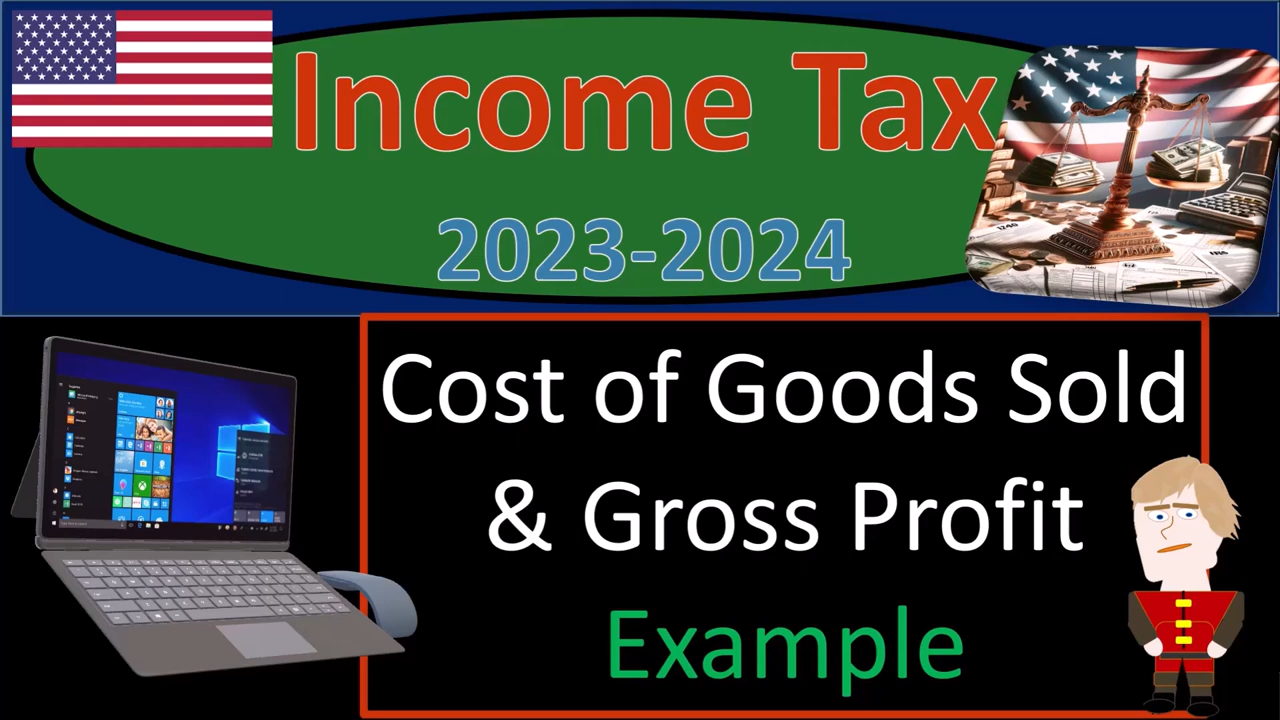 Income Tax
2023-2024
Cost of Goods Sold
& Gross Profit
Example